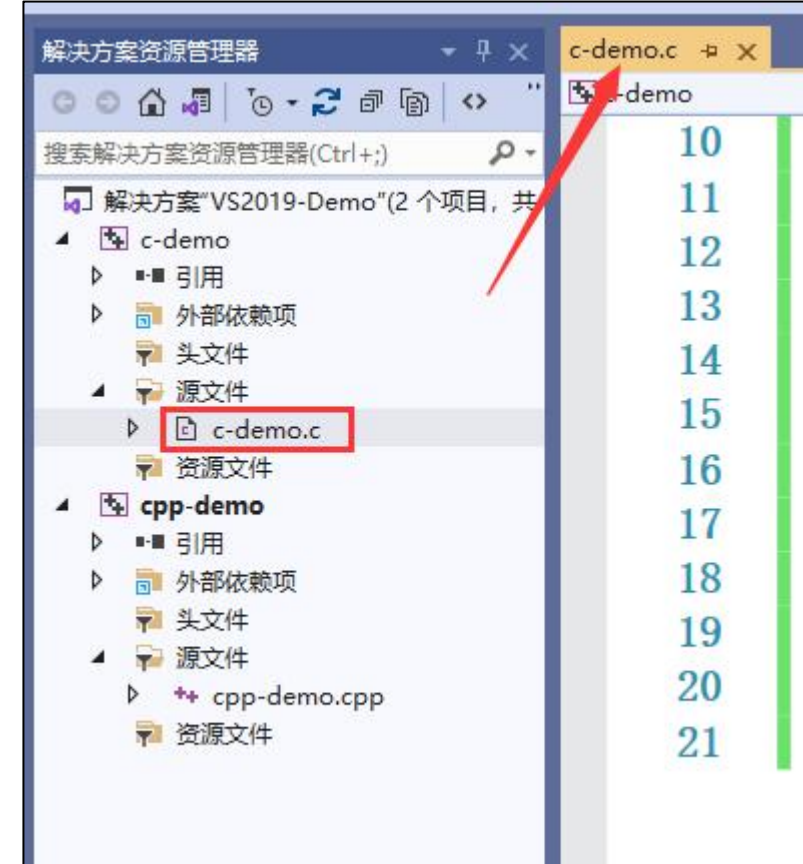 解决方案资源管理器
搜索解决方案资源管理器(Ctrl+;)
解决方案"VS2019-Demo"(2 个项目，共
c-demo
引用
外部依赖项
头文件
源文件
c-demo.c
资源文件
cpp-demo
引用
外部依赖项
头文件
源文件
cpp-demo.cpp
资源文件
c-demo.c
-demo
10
11
12
13
14
15
16
17
18
19
20
21